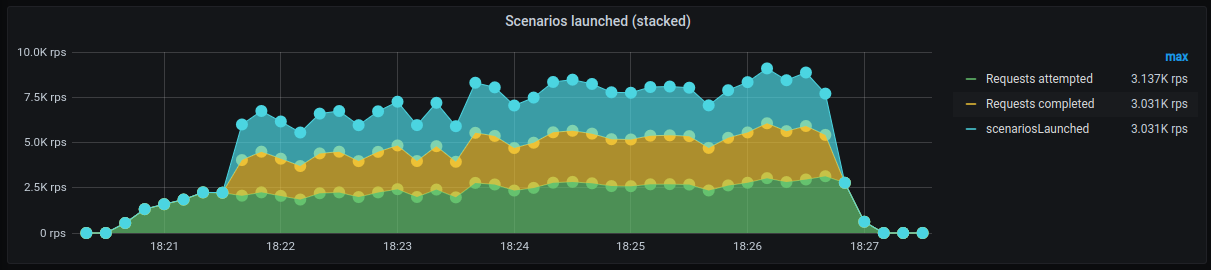 Scenarios launched (stacked)
10.0K rps
7.5K rps
5.0K rps
2.5K rps
0 rps
18:21 18:22 18:23 18:24 18:25 18:26 18:27
max
Requests attempted 3.137K rps
Requests completed 3.031K rps
scenariosLaunched 3.031K rps